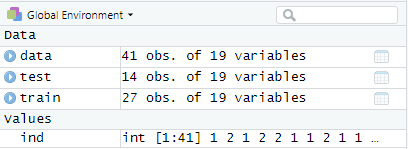 Global Environment
Data
data 41 obs. of 19 variables
test 14 obs. of 19 variables
train 27 obs. of 19 variables
Values
ind int [1:41] 1 2 1 2 2 1 1 2 1 1 …